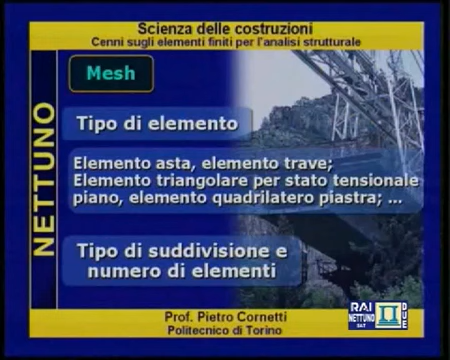 Scienza delle costruzioni
Cenni sugli elementi finiti per l'analisi strutturale
Mesh
NETTUNO
Tipo di elemento
Elemento asta, elemento trave;
Elemento triangolare per stato tensionale
piano, elemento quadrilatero piastra; ...
Tipo di suddivisione e
numero di elementi
Prof. Pietro Cornetti
Politecnico di Torino
RAI
NETTUNO
SAT
DUE